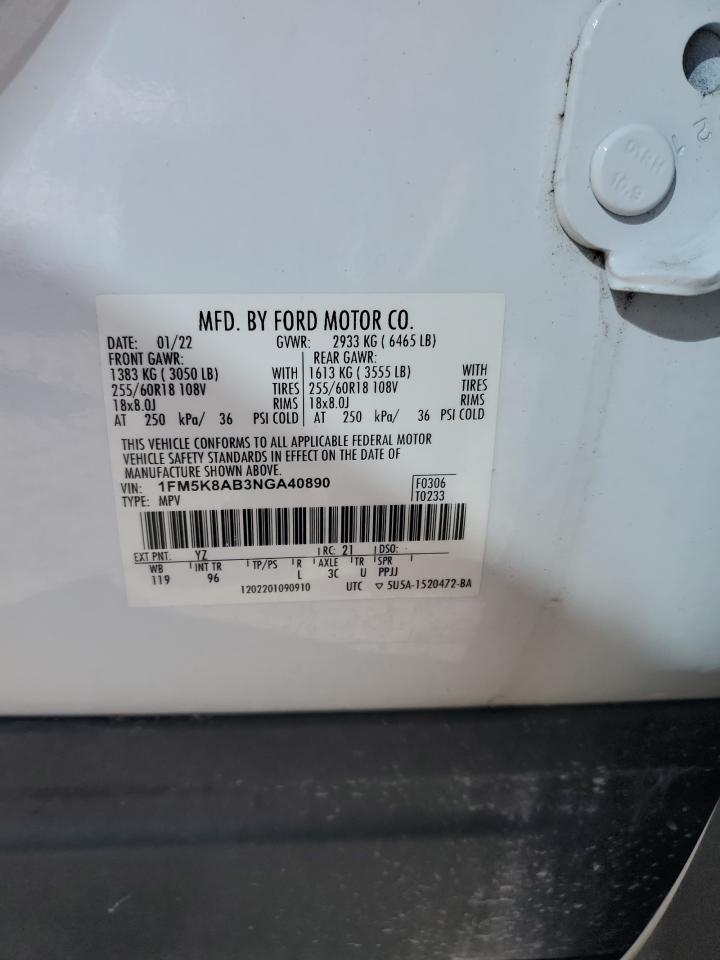 O1RH
10.9
MFD. BY FORD MOTOR CO.
DATE: 01/22 GVWR: 2933 KG ( 6465 LB)
FRONT GAWR: REAR GAWR:
1383 KG ( 3050 LB) WITH 1613 KG ( 3555 LB) WITH
255/60R18 108V TIRES 255/60R18 108V TIRES
18x8.0J RIMS 18x8.0J RIMS
AT 250 kPa/ 36 PSI COLD AT 250 kPa/ 36 PSI COLD
THIS VEHICLE CONFORMS TO ALL APPLICABLE FEDERAL MOTOR
VEHICLE SAFETY STANDARDS IN EFFECT ON THE DATE OF
MANUFACTURE SHOWN ABOVE.
VIN: 1FM5K8AB3NGA40890 F0306
TYPE: MPV T0233
EXT PNT: YZ RC: 21 DSO:
WB INT TR TP/PS R AXLE TR SPR
119 96 L 3C U PPJJ
1202201090910 UTC ▽ 5U5A-1520472-BA